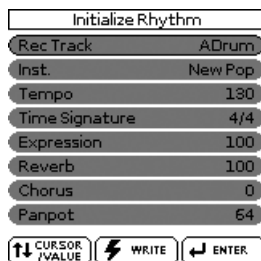 Initialize Rhythm
Rec Track ADrum
Inst. New Pop
Tempo 130
Time Signature 4/4
Expression 100
Reverb 100
Chorus 0
Panpot 64
CURSOR /VALUE WRITE ENTER